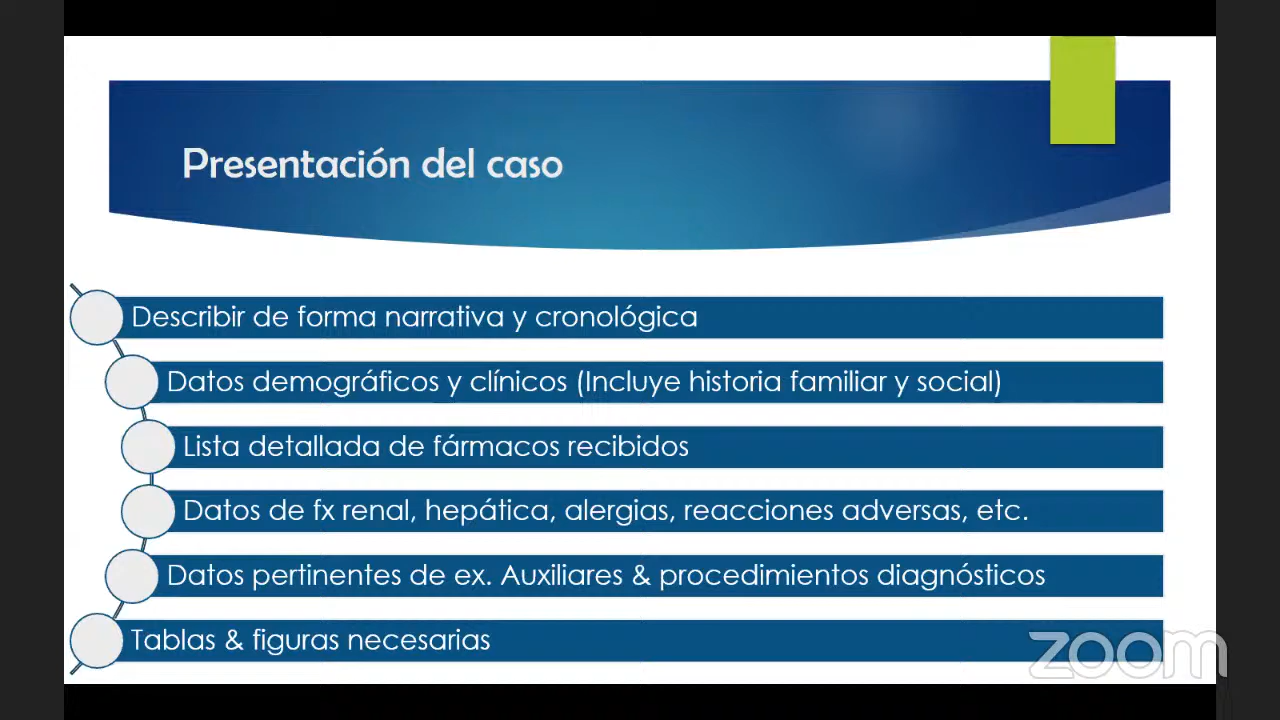 Presentación del caso
Describir de forma narrativa y cronológica
Datos demográficos y clínicos (Incluye historia familiar y social)
Lista detallada de fármacos recibidos
Datos de fx renal, hepática, alergias, reacciones adversas, etc.
Datos pertinentes de ex. Auxiliares & procedimientos diagnósticos
Tablas & figuras necesarias
zoom